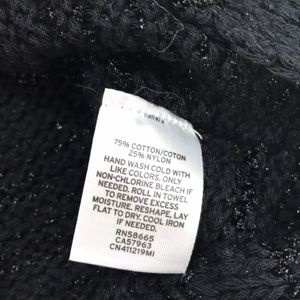 75% COTTON/COTON
25% NYLON
HAND WASH COLD WITH
LIKE COLORS. ONLY
NON-CHLORINE BLEACH IF
NEEDED. ROLL IN TOWEL
TO REMOVE EXCESS
MOISTURE. RESHAPE, LAY
FLAT TO DRY. COOL IRON
IF NEEDED.
RN58665
CA57963
CN411219MI